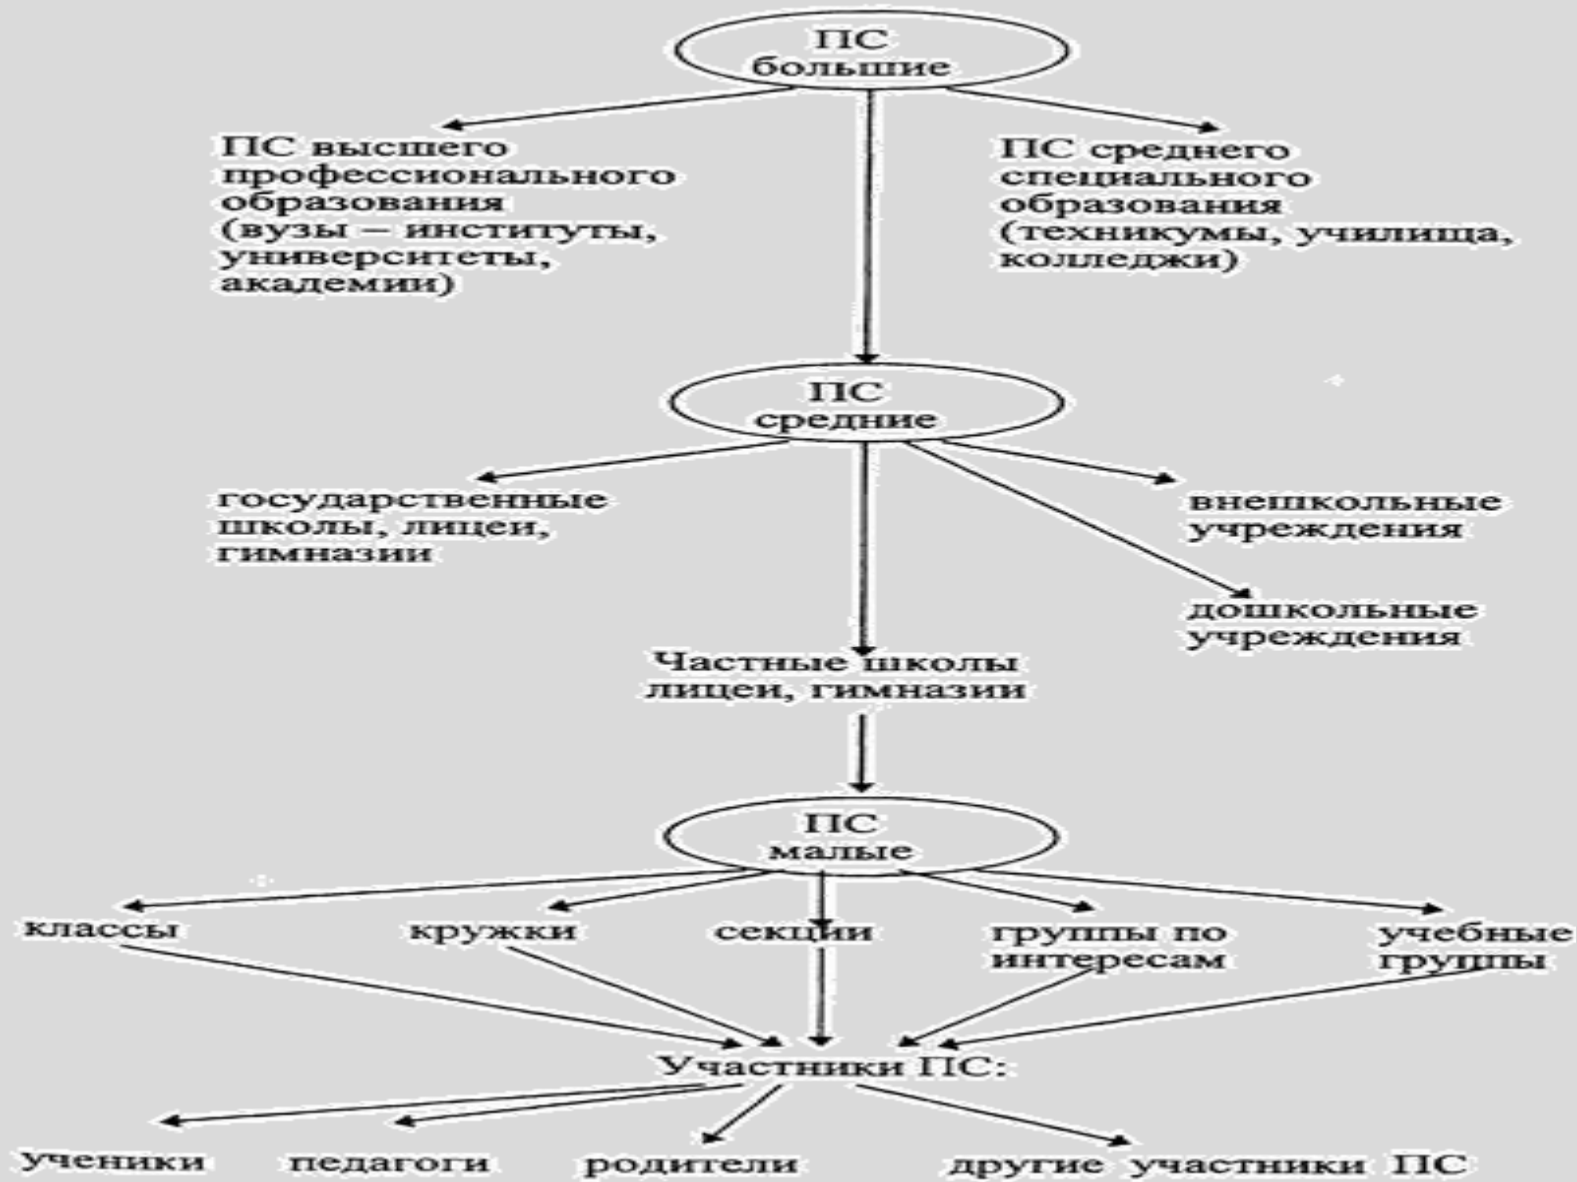 ПС
большие
ПС высшего
профессионального
образования
(вузы – институты,
университеты,
академии)
ПС среднего
специального
образования
(техникумы, училища,
колледжи)
ПС
средние
государственные
школы, лицеи,
гимназии
внешкольные
учреждения
дошкольные
учреждения
Частные школы
лицеи, гимназии
ПС
малые
классы
кружки
секции
группы по
интересам
учебные
группы
Участники ПС:
ученики
педагоги
родители
другие участники ПС